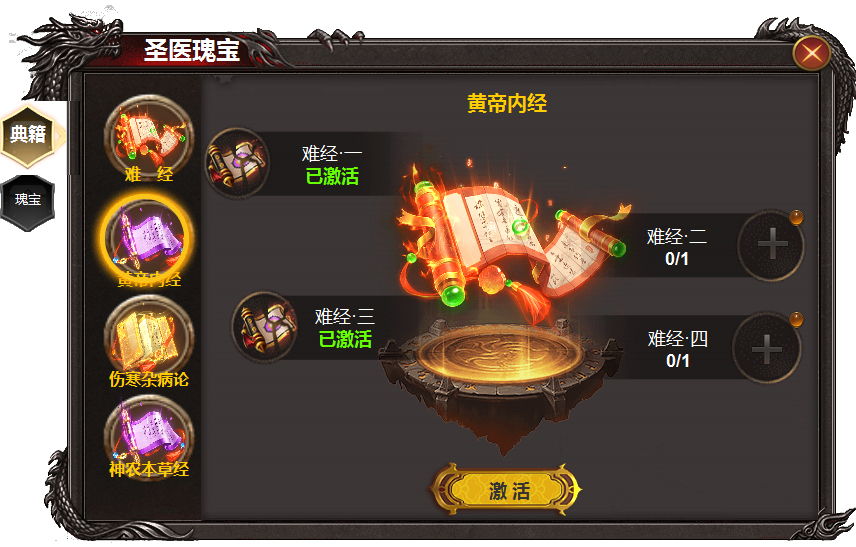 圣医瑰宝
典籍
瑰宝
难 经
黄帝内经
伤寒杂病论
神农本草经
黄帝内经
难经·一
已激活
难经·二
0/1
难经·三
已激活
难经·四
0/1
激活